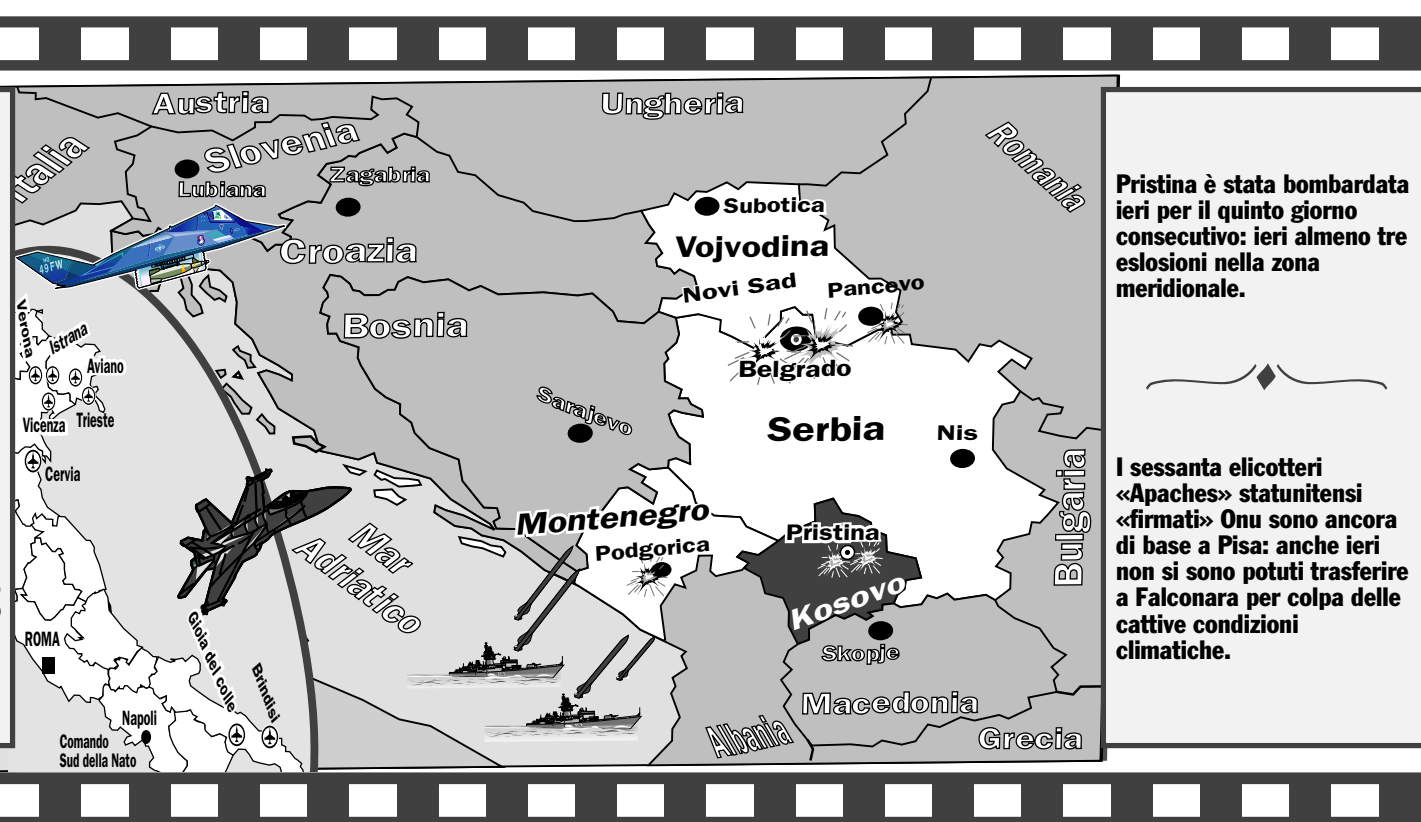 Austria
Ungheria
Italia
Slovenia
Romania
Lubiana
Zagabria
Subotica
Croazia
Vojvodina
49FW
Novi Sad
Pancevo
Bosnia
Verona
Istrana
Aviano
Belgrado
Vicenza
Trieste
Sarajevo
Serbia
Nis
Cervia
Bulgaria
Montenegro
Pristina
Mar
Adriatico
Podgorica
Kosovo
ROMA
Gioia del colle
Brindisi
Skopje
Macedonia
Napoli
Albania
Grecia
Comando
Sud della Nato
Pristina è stata bombardata
ieri per il quinto giorno
consecutivo: ieri almeno tre
eslosioni nella zona
meridionale.
I sessanta elicotteri
«Apaches» statunitensi
«firmati» Onu sono ancora
di base a Pisa: anche ieri
non si sono potuti trasferire
a Falconara per colpa delle
cattive condizioni
climatiche.